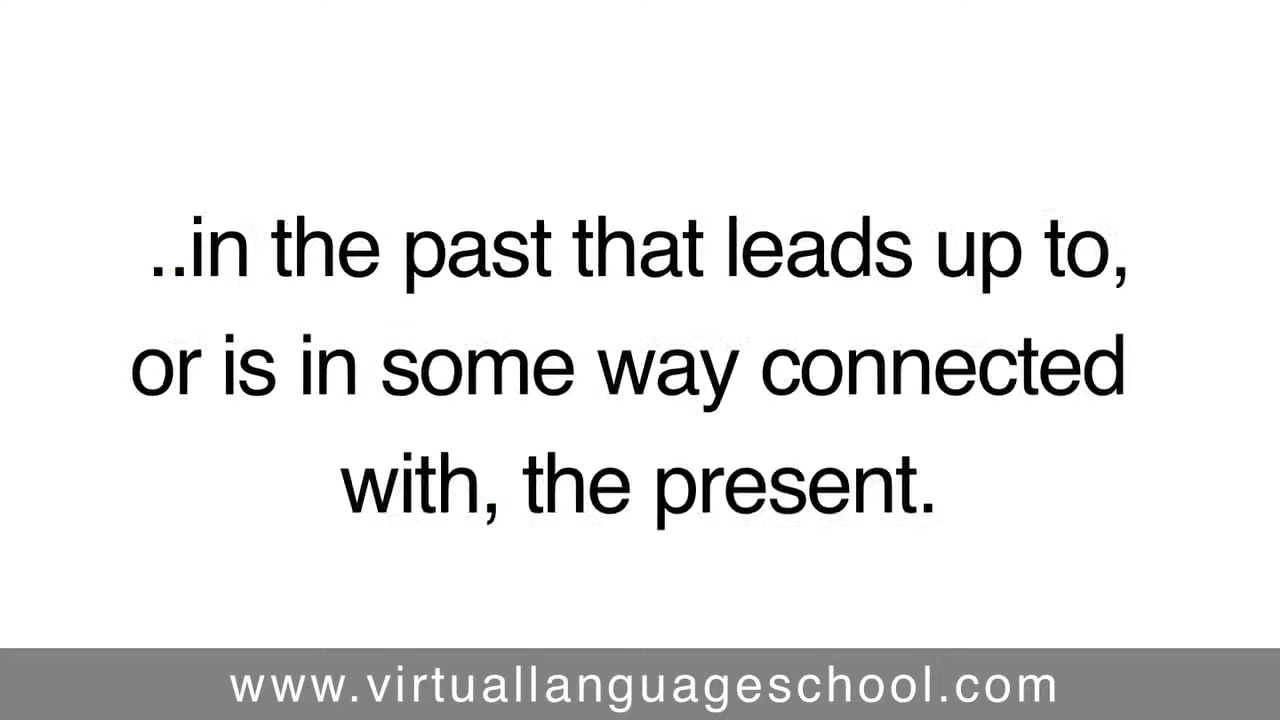 ..in the past that leads up to,
or is in some way connected
with, the present.
www.virtuallanguageschool.com